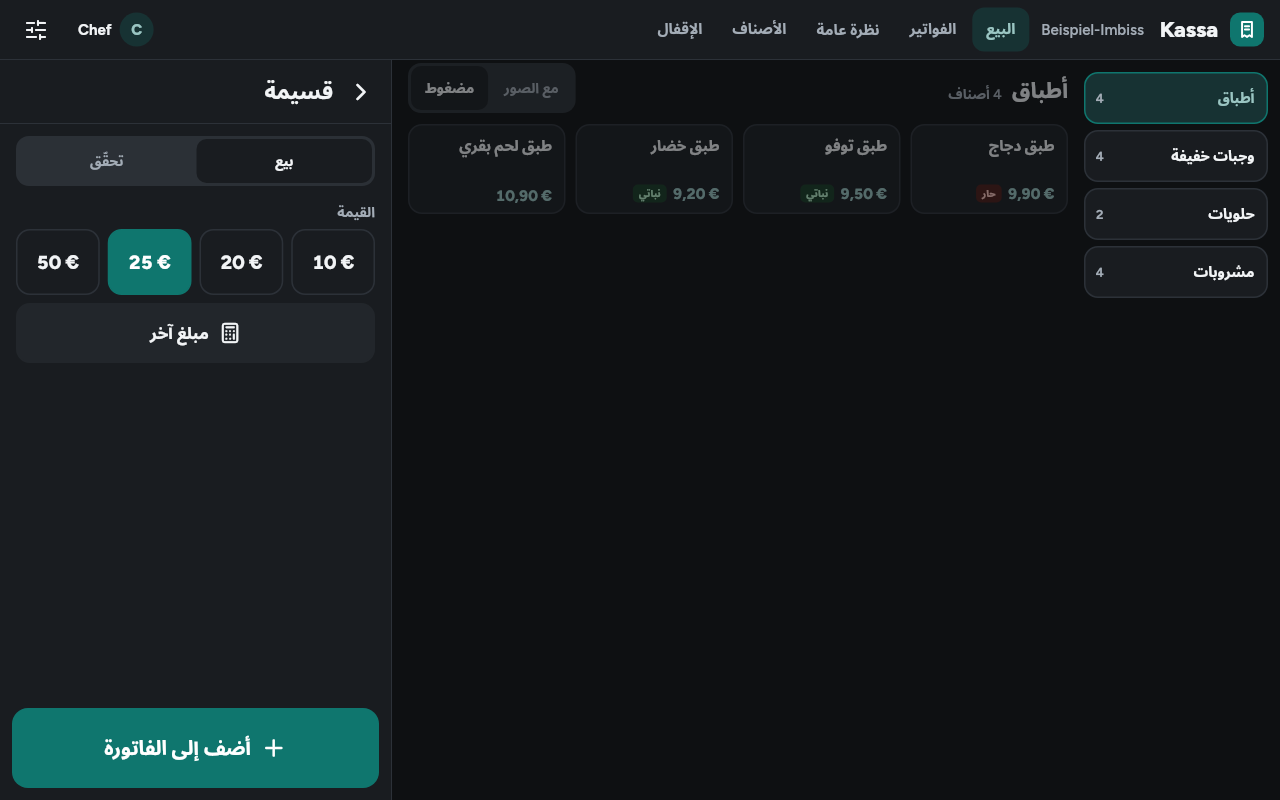 Kassa
Beispiel-Imbiss
البيع
الفواتير
نظرة عامة
الأصناف
الإقفال
C
Chef
أطباق
4
وجبات خفيفة
4
حلويات
2
مشروبات
4
أطباق
4 أصناف
مع الصور
مضغوط
طبق دجاج
9,90 €
حار
طبق توفو
9,50 €
نباتي
طبق خضار
9,20 €
نباتي
طبق لحم بقري
10,90 €
قسيمة
بيع
تحقّق
القيمة
10 €
20 €
25 €
50 €
مبلغ آخر
أضف إلى الفاتورة